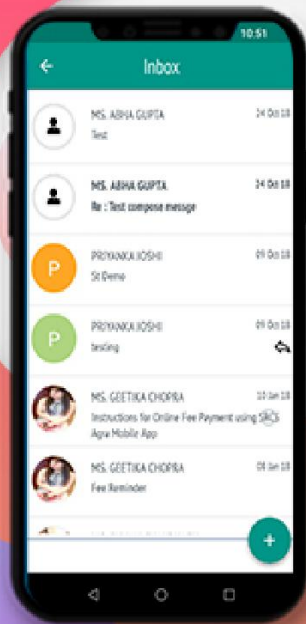 10:51
Inbox
MS. ABHA GUPTA 24 Oct 18
Test
MS. ABHA GUPTA 24 Oct 18
Re : Test compose messge
P
PRIYANKA JOSHI 09 Oct 18
St Demo
P
PRIYANKA JOSHI 09 Oct 18
testing
MS. GEETIKA CHOPRA 10 Jan 18
Instructions for Online Fee Payment using
Agra Mobile App
MS. GEETIKA CHOPRA 08 Jan 18
Fee Reminder